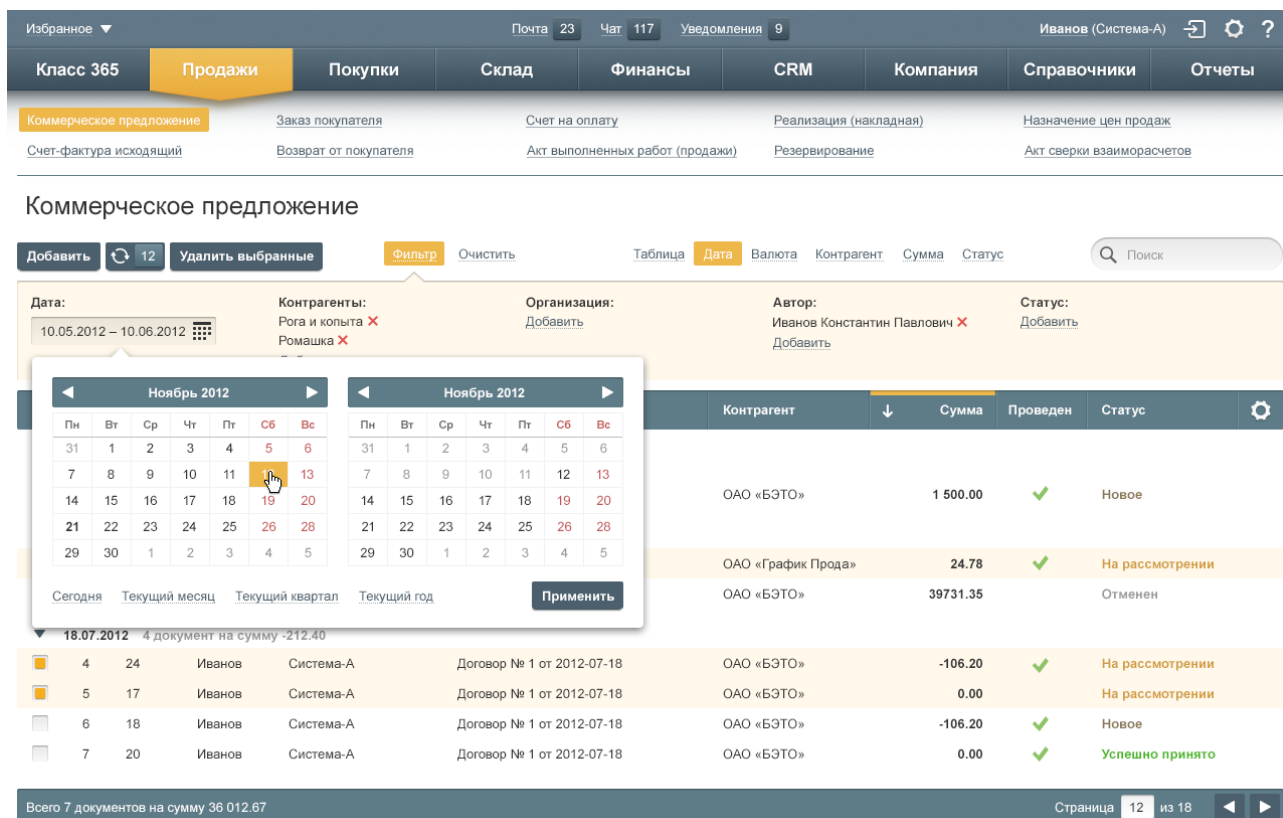 Избранное ▼ Почта 23 Чат 117 Уведомления 9 Иванов (Система-А) ?
Класс 365 Продажи Покупки Склад Финансы CRM Компания Справочники Отчеты
Коммерческое предложение Заказ покупателя Счет на оплату Реализация (накладная) Назначение цен продаж
Счет-фактура исходящий Возврат от покупателя Акт выполненных работ (продажи) Резервирование Акт сверки взаиморасчетов
Коммерческое предложение
Добавить 12 Удалить выбранные Фильтр Очистить Таблица Дата Валюта Контрагент Сумма Статус Поиск
Дата: Контрагенты: Организация: Автор: Статус:
10.05.2012 – 10.06.2012 Рога и копыта Добавить Иванов Константин Павлович Добавить
Ромашка Добавить
Ноябрь 2012 Ноябрь 2012 Контрагент ↓ Сумма Проведен Статус
Пн Вт Ср Чт Пт Сб Вс Пн Вт Ср Чт Пт Сб Вс
31 1 2 3 4 5 6 31 1 2 3 4 5 6
7 8 9 10 11 13 7 8 9 10 11 12 13
14 15 16 17 18 19 20 14 15 16 17 18 19 20 ОАО «БЭТО» 1 500.00 Новое
21 22 23 24 25 26 28 21 22 23 24 25 26 28
29 30 1 2 3 4 5 29 30 1 2 3 4 5
ОАО «График Прода» 24.78 На рассмотрении
Сегодня Текущий месяц Текущий квартал Текущий год Применить ОАО «БЭТО» 39731.35 Отменен
18.07.2012 4 документ на сумму -212.40
4 24 Иванов Система-А Договор № 1 от 2012-07-18 ОАО «БЭТО» -106.20 На рассмотрении
5 17 Иванов Система-А Договор № 1 от 2012-07-18 ОАО «БЭТО» 0.00 На рассмотрении
6 18 Иванов Система-А Договор № 1 от 2012-07-18 ОАО «БЭТО» -106.20 Новое
7 20 Иванов Система-А Договор № 1 от 2012-07-18 ОАО «БЭТО» 0.00 Успешно принято
Всего 7 документов на сумму 36 012.67 Страница 12 из 18